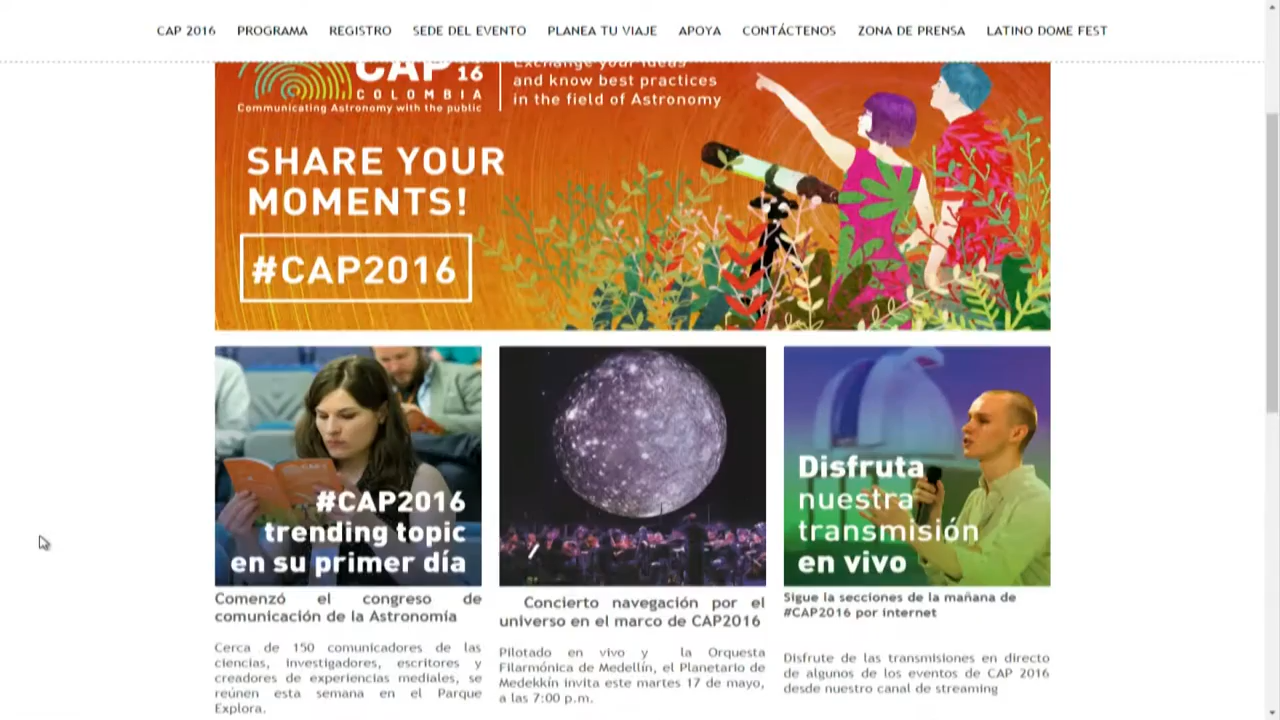 CAP 2016 PROGRAMA REGISTRO SEDE DEL EVENTO PLANEA TU VIAJE APOYA CONTÁCTENOS ZONA DE PRENSA LATINO DOME FEST
CAP 16
COLOMBIA
Communicating Astronomy with the public
Exchange your ideas
and know best practices
in the field of Astronomy
SHARE YOUR
MOMENTS!
#CAP2016
#CAP2016
trending topic
en su primer día
Comenzó el congreso de
comunicación de la Astronomía
Cerca de 150 comunicadores de las
ciencias, investigadores, escritores y
creadores de experiencias mediales, se
reúnen esta semana en el Parque
Explora.
Concierto navegación por el
universo en el marco de CAP2016
Pilotado en vivo y la Orquesta
Filarmónica de Medellín, el Planetario de
Medekkín invita este martes 17 de mayo,
a las 7:00 p.m.
Disfruta
nuestra
transmisión
en vivo
Sigue la secciones de la mañana de
#CAP2016 por internet
Disfrute de las transmisiones en directo
de algunos de los eventos de CAP 2016
desde nuestro canal de streaming